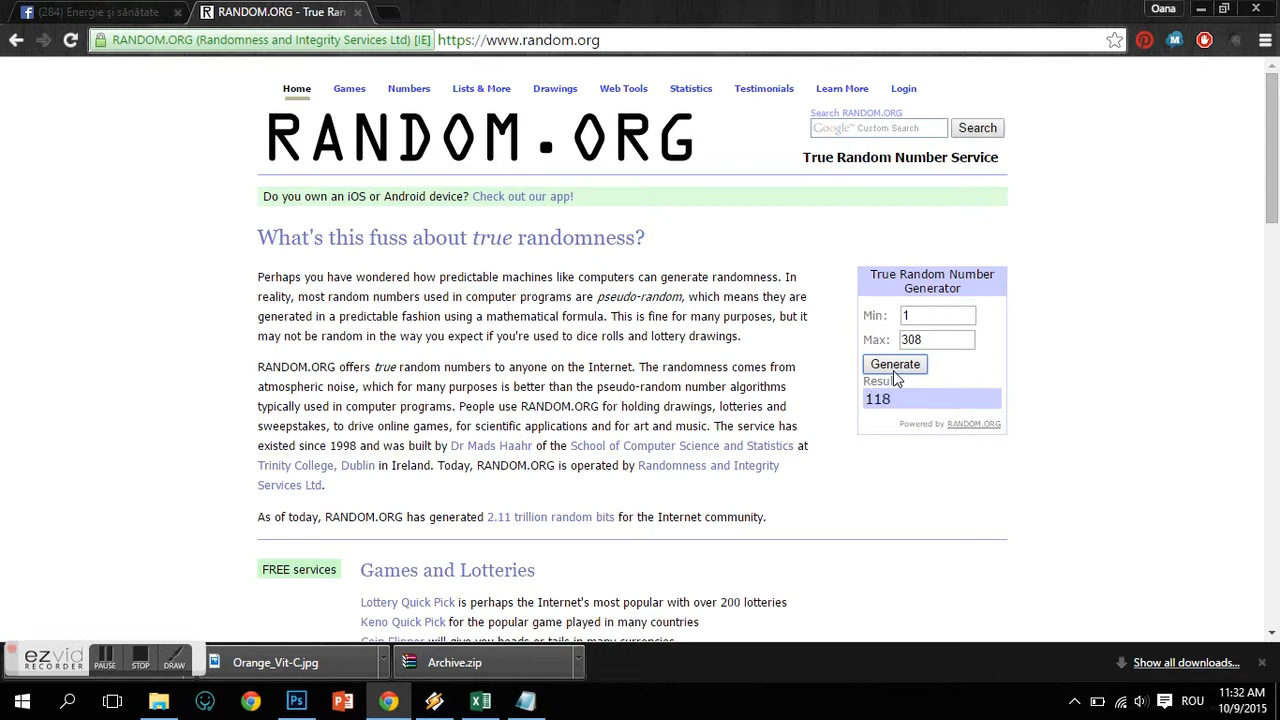 (284) Energie și sănătate
RANDOM.ORG - True Ran
Oana
RANDOM.ORG (Randomness and Integrity Services Ltd) [IE]
https://www.random.org
Home
Games
Numbers
Lists & More
Drawings
Web Tools
Statistics
Testimonials
Learn More
Login
RANDOM.ORG
Search RANDOM.ORG
Google™ Custom Search
Search
True Random Number Service
Do you own an iOS or Android device? Check out our app!
What's this fuss about true randomness?
Perhaps you have wondered how predictable machines like computers can generate randomness. In
reality, most random numbers used in computer programs are pseudo-random, which means they are
generated in a predictable fashion using a mathematical formula. This is fine for many purposes, but it
may not be random in the way you expect if you're used to dice rolls and lottery drawings.
RANDOM.ORG offers true random numbers to anyone on the Internet. The randomness comes from
atmospheric noise, which for many purposes is better than the pseudo-random number algorithms
typically used in computer programs. People use RANDOM.ORG for holding drawings, lotteries and
sweepstakes, to drive online games, for scientific applications and for art and music. The service has
existed since 1998 and was built by Dr Mads Haahr of the School of Computer Science and Statistics at
Trinity College, Dublin in Ireland. Today, RANDOM.ORG is operated by Randomness and Integrity
Services Ltd.
As of today, RANDOM.ORG has generated 2.11 trillion random bits for the Internet community.
True Random Number
Generator
Min: 1
Max: 308
Generate
118
Powered by RANDOM.ORG
FREE services
Games and Lotteries
Lottery Quick Pick is perhaps the Internet's most popular with over 200 lotteries
Keno Quick Pick for the popular game played in many countries
Coin Flipper will give you heads or tails in many currencies
ezvid
RECORDER
PAUSE
STOP
DRAW
Orange_Vit-C.jpg
Archive.zip
Show all downloads...
ROU
11:32 AM
10/9/2015